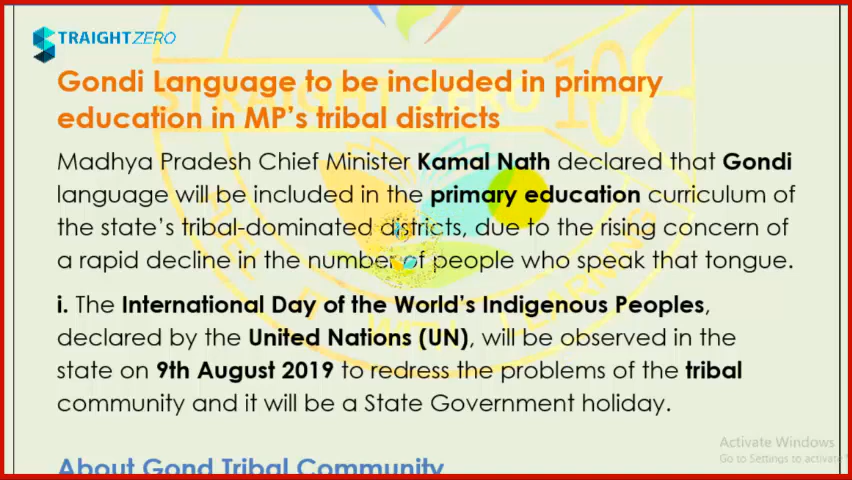 STRAIGHTZERO
Gondi Language to be included in primary
education in MP's tribal districts
Madhya Pradesh Chief Minister Kamal Nath declared that Gondi
language will be included in the primary education curriculum of
the state's tribal-dominated districts, due to the rising concern of
a rapid decline in the number of people who speak that tongue.
i. The International Day of the World's Indigenous Peoples,
declared by the United Nations (UN), will be observed in the
state on 9th August 2019 to redress the problems of the tribal
community and it will be a State Government holiday.
About Gond Tribal Community
Activate Windows
Go to Settings to activate